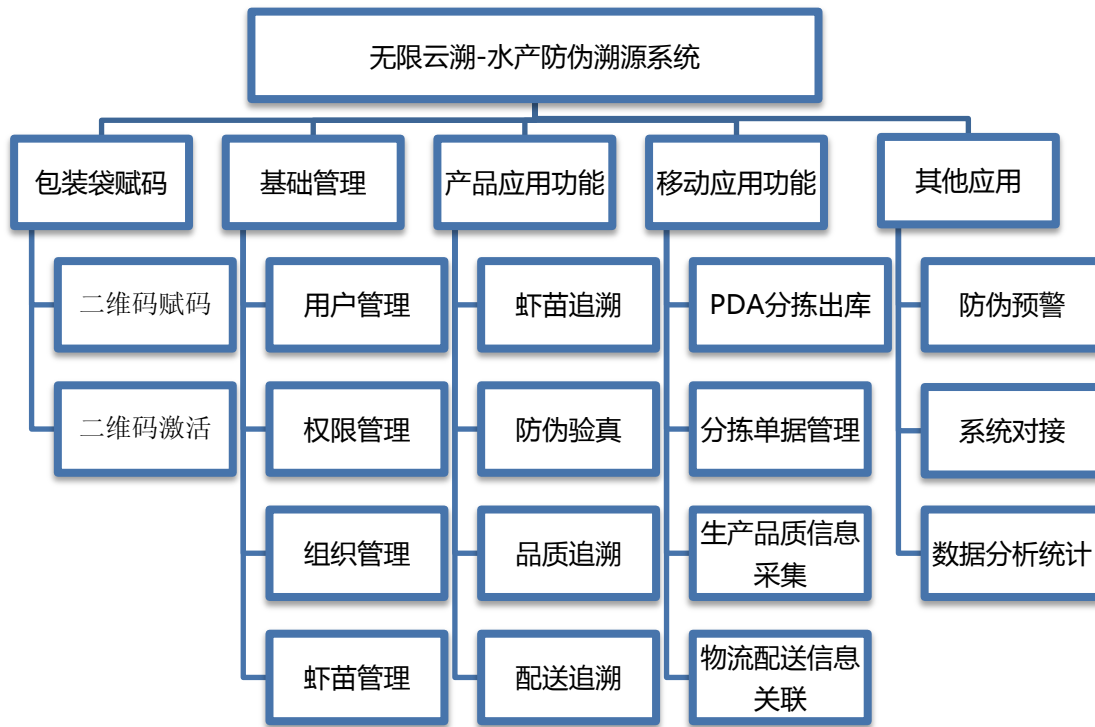 无限云溯-水产防伪溯源系统
包装袋赋码
基础管理
产品应用功能
移动应用功能
其他应用
二维码赋码
用户管理
虾苗追溯
PDA分拣出库
防伪预警
二维码激活
权限管理
防伪验真
分拣单据管理
系统对接
组织管理
品质追溯
生产品质信息
采集
数据分析统计
虾苗管理
配送追溯
物流配送信息
关联